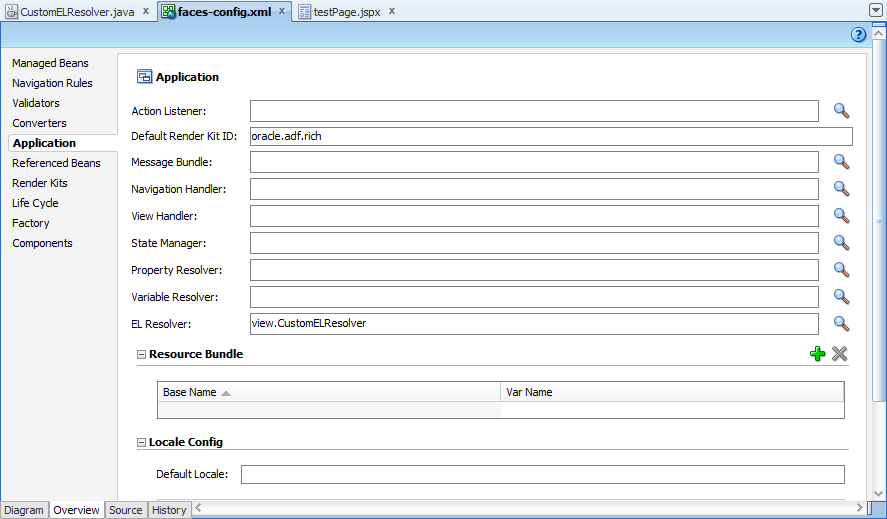 CustomELResolver.java x faces-config.xml x testPage.jspx x
?
Managed Beans
Navigation Rules
Validators
Converters
Application
Referenced Beans
Render Kits
Life Cycle
Factory
Components
Application
Action Listener:
Default Render Kit ID: oracle.adf.rich
Message Bundle:
Navigation Handler:
View Handler:
State Manager:
Property Resolver:
Variable Resolver:
EL Resolver: view.CustomELResolver
Resource Bundle
Base Name Var Name
Locale Config
Default Locale:
Diagram Overview Source History